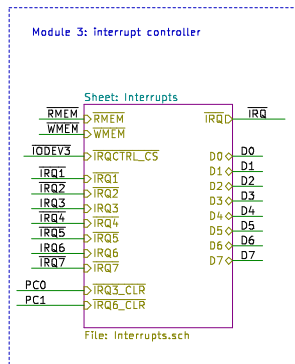 Module 3: interrupt controller
Sheet: Interrupts
RMEM RMEM IRQ IRQ
WMEM WMEM
IODEV3 IRQCTRL_CS D0 D0
IRQ1 IRQ1 D1 D1
IRQ2 IRQ2 D2 D2
IRQ3 IRQ3 D3 D3
IRQ4 IRQ4 D4 D4
IRQ5 IRQ5 D5 D5
IRQ6 IRQ6 D6 D6
IRQ7 IRQ7 D7 D7
PC0 IRQ3_CLR
PC1 IRQ6_CLR
File: Interrupts.sch